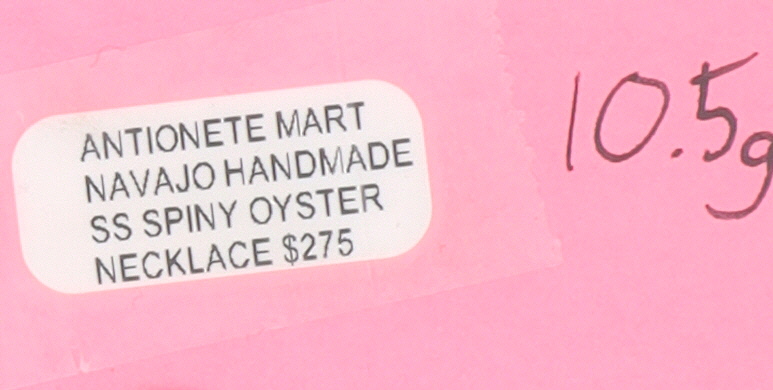 ANTIONETE MART
NAVAJO HANDMADE
SS SPINY OYSTER
NECKLACE $275
10.5g